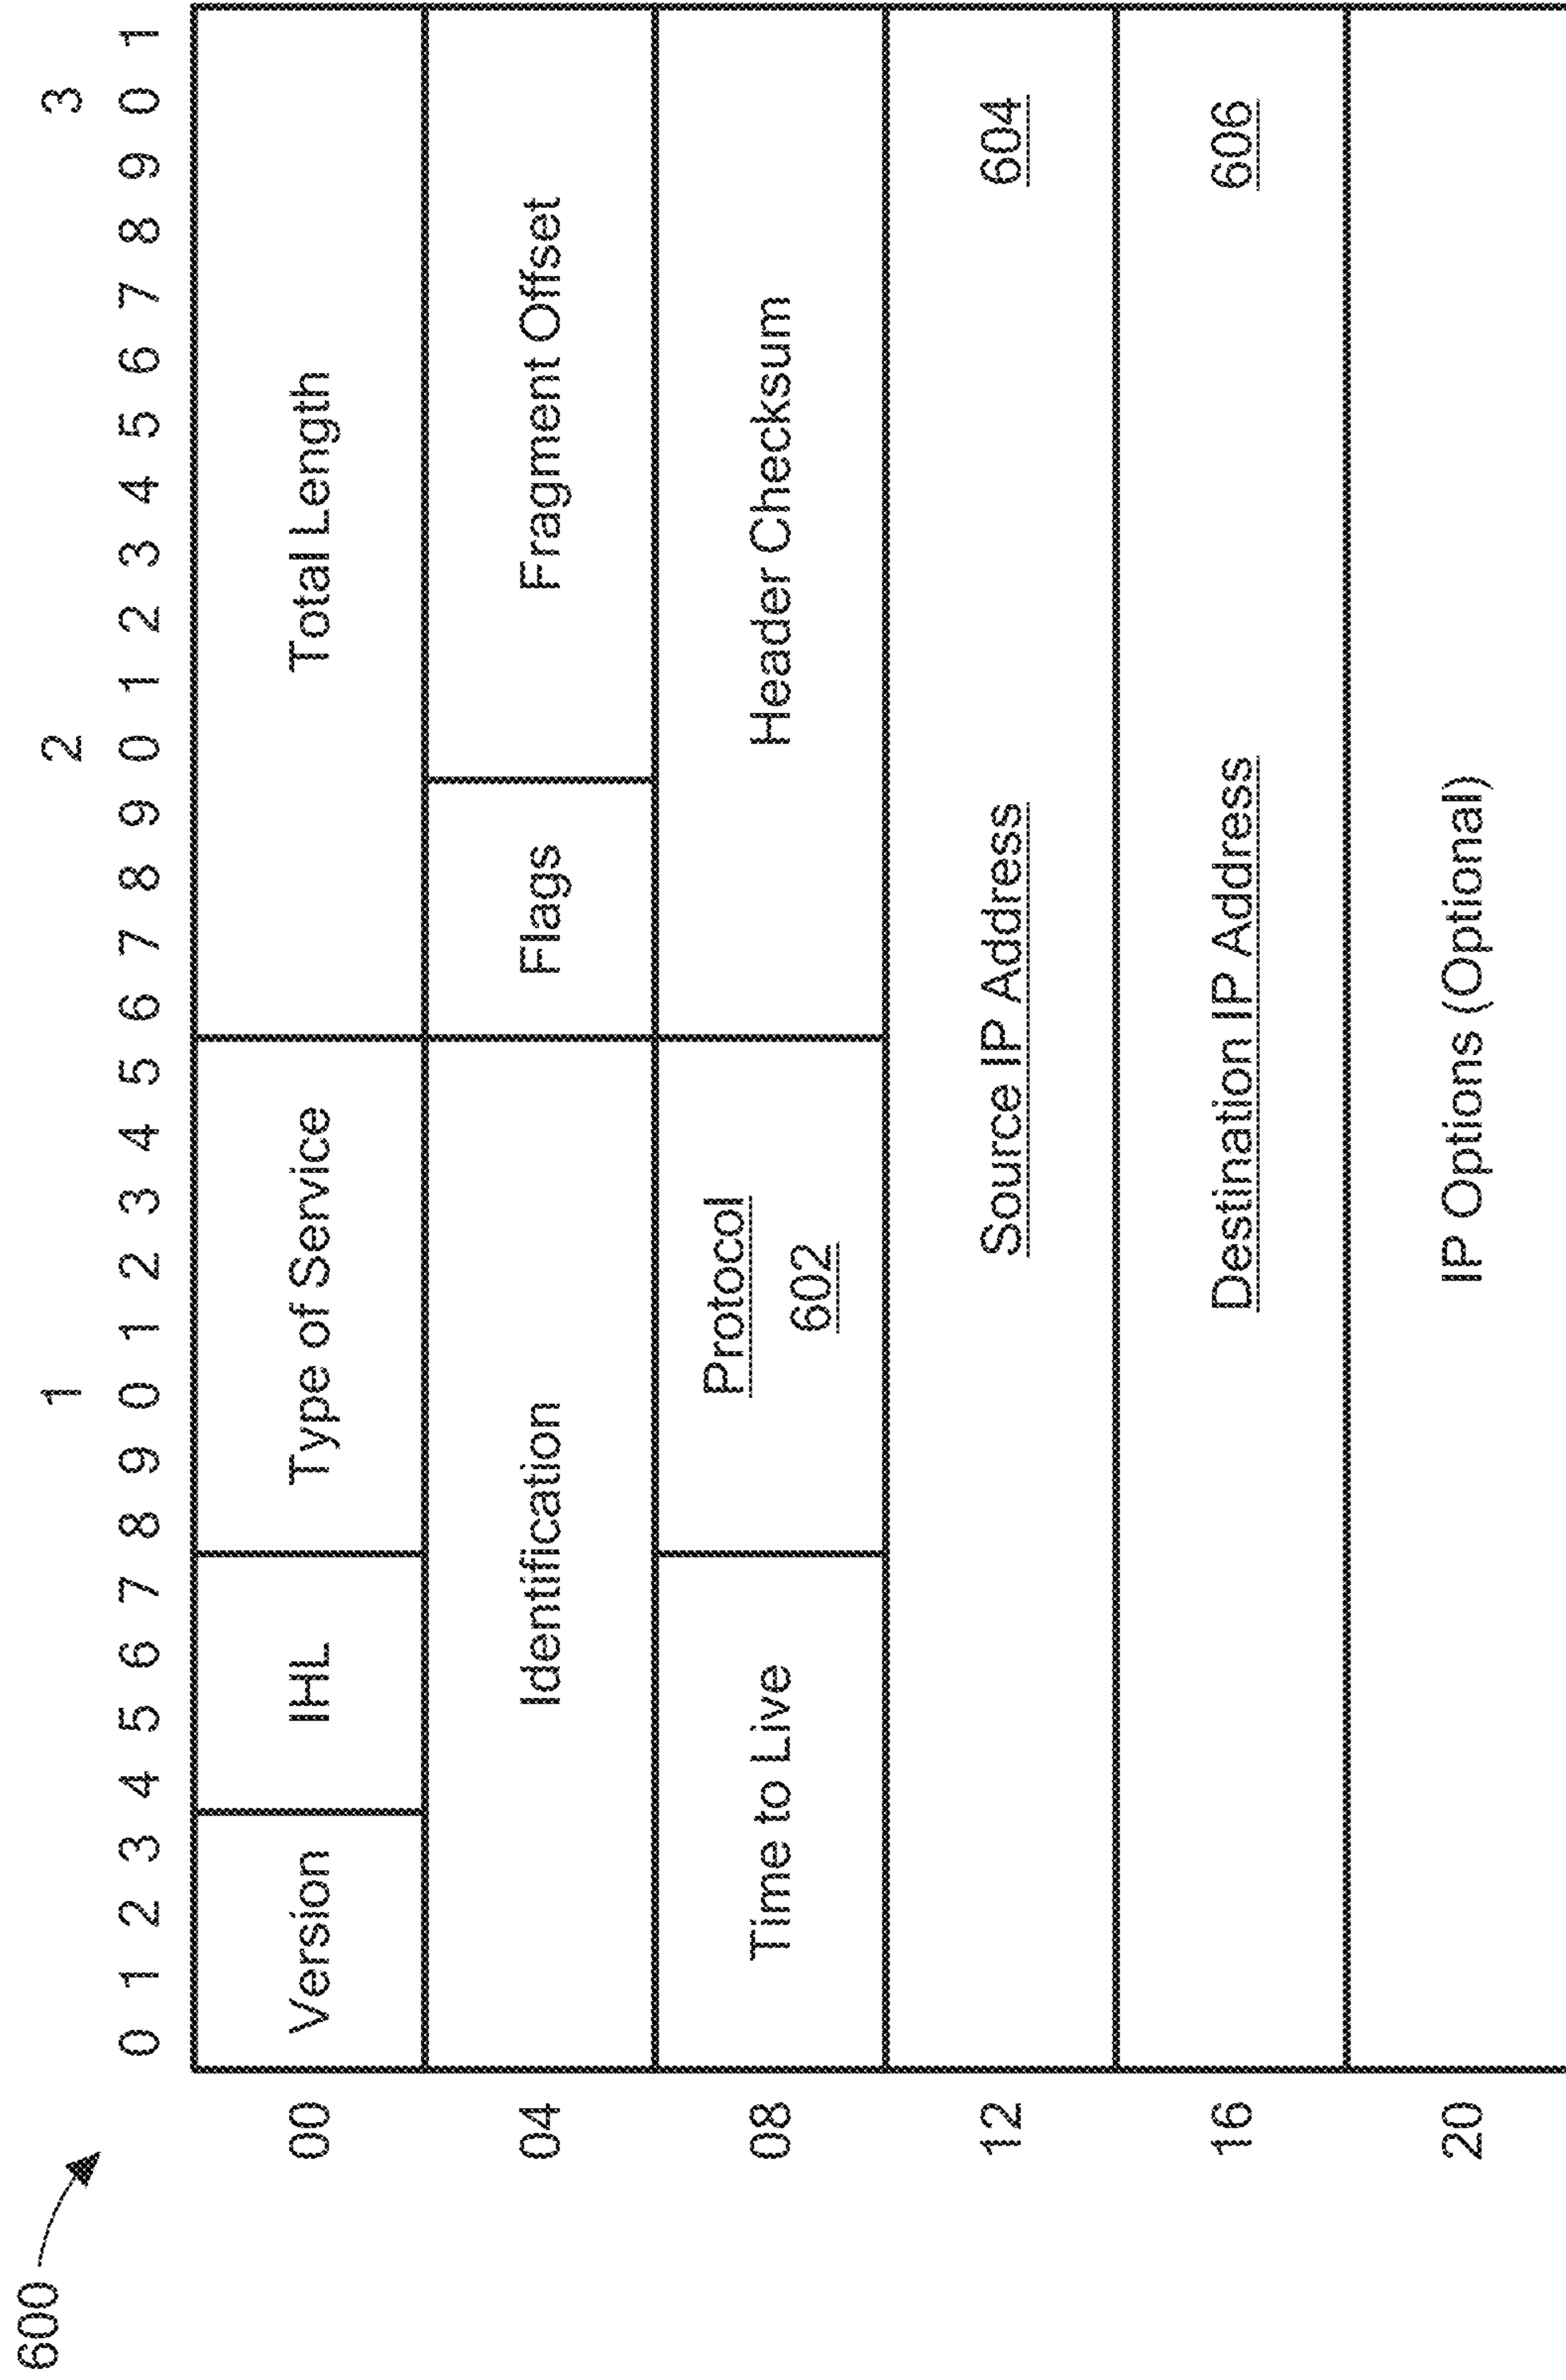 600
1 2 3
0 1 2 3 4 5 6 7 8 9 0 1 2 3 4 5 6 7 8 9 0 1 2 3 4 5 6 7 8 9 0 1
00 Version IHL Type of Service Total Length
04 Identification Flags Fragment Offset
08 Time to Live Protocol 602 Header Checksum
12 Source IP Address 604
16 Destination IP Address 606
20 IP Options (Optional)